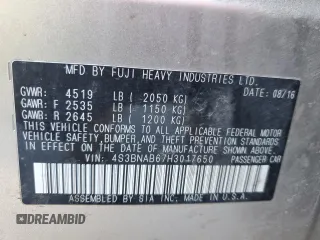 MFD. BY FUJI HEAVY INDUSTRIES LTD.
GVWR: 4519 LB ( 2050 KG) DATE: 08/16
GAWR: F 2535 LB ( 1150 KG)
GAWR: R 2645 LB ( 1200 KG)
THIS VEHICLE CONFORMS TO ALL APPLICABLE FEDERAL MOTOR
VEHICLE SAFETY, BUMPER, AND THEFT PREVENTION STANDARDS
IN EFFECT ON THE DATE OF MANUFACTURE SHOWN ABOVE.
VIN: 4S3BNAB67H3017650 PASSENGER CAR
ASSEMBLED BY SIA INC. MADE IN U.S.A.
DREAMBID